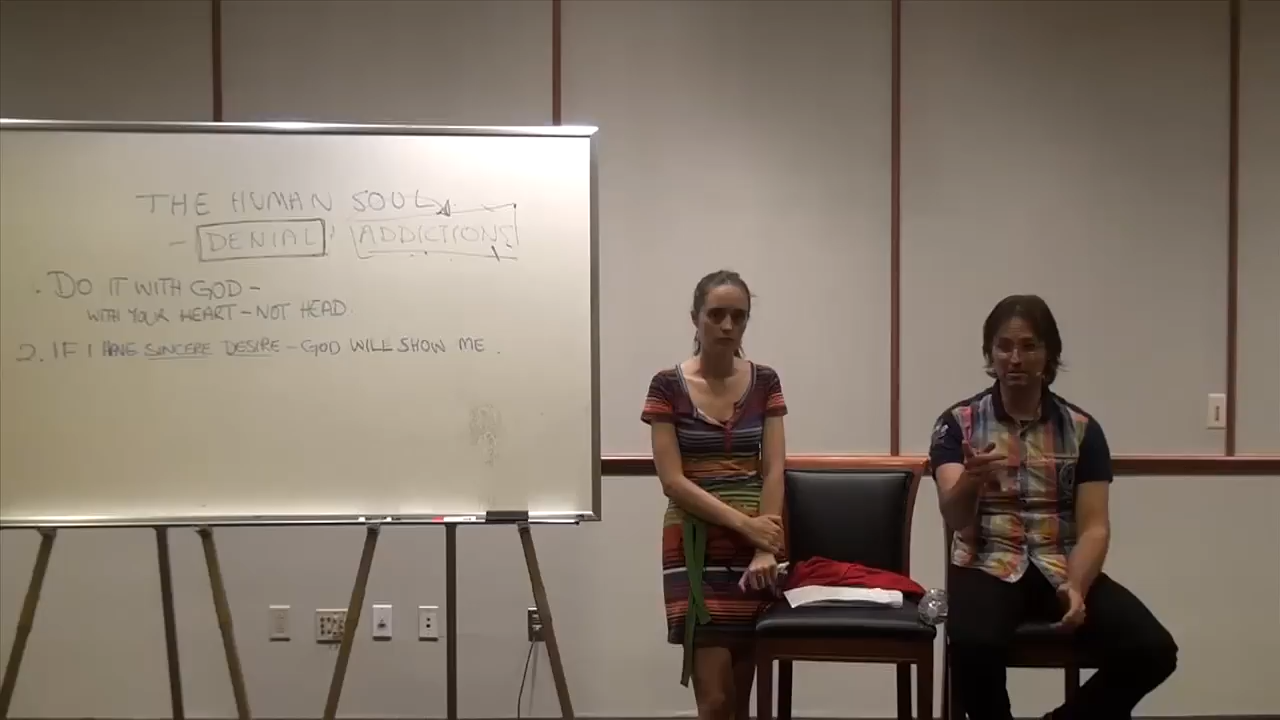 THE HUMAN SOUL
- DENIAL, ADDICTIONS
. DO IT WITH GOD -
WITH YOUR HEART - NOT HEAD.
2. IF I HAVE SINCERE DESIRE - GOD WILL SHOW ME.